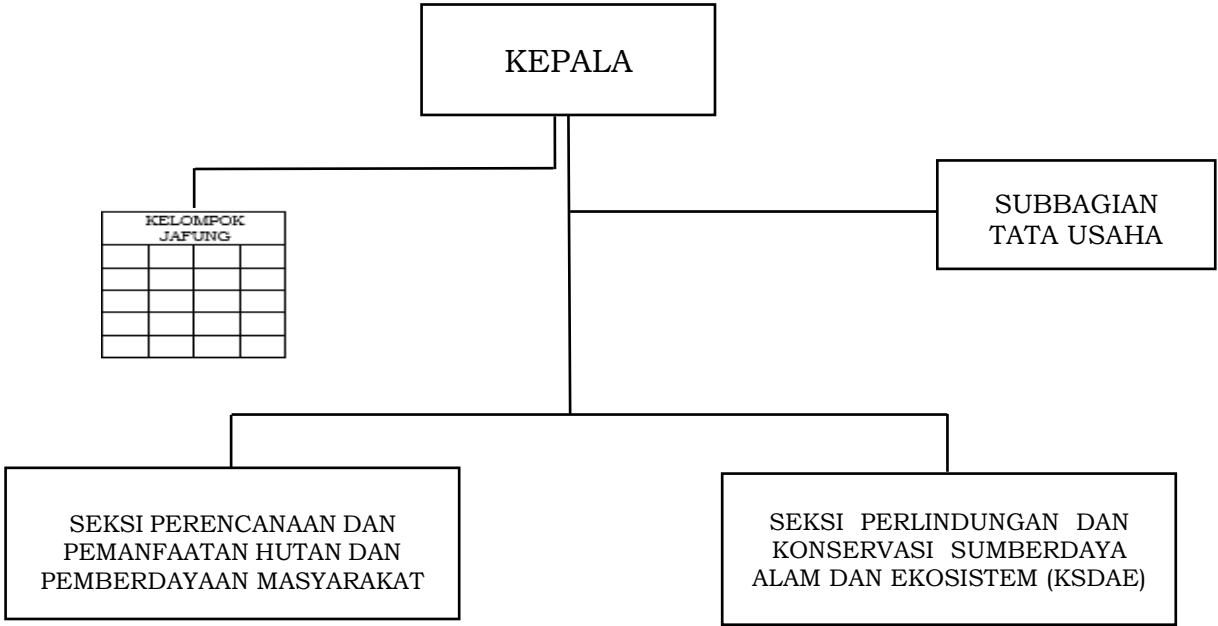 KEPALA
KELOMPOK
JAFUNG
SUBBAGIAN
TATA USAHA
SEKSI PERENCANAAN DAN
PEMANFAATAN HUTAN DAN
PEMBERDAYAAN MASYARAKAT
SEKSI PERLINDUNGAN DAN
KONSERVASI SUMBERDAYA
ALAM DAN EKOSISTEM (KSDAE)